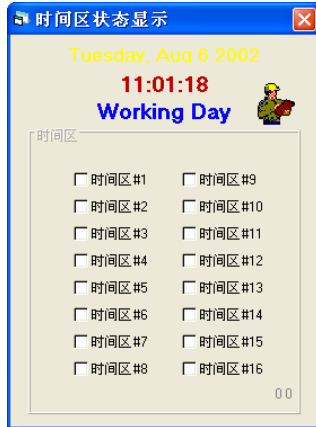 时间区状态显示
Tuesday, Aug 6 2002
11:01:18
Working Day
时间区
时间区#1 时间区#9
时间区#2 时间区#10
时间区#3 时间区#11
时间区#4 时间区#12
时间区#5 时间区#13
时间区#6 时间区#14
时间区#7 时间区#15
时间区#8 时间区#16
0 0